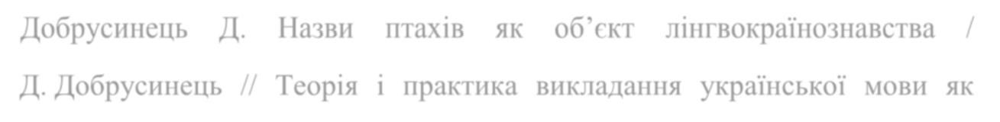 Добрусинець Д. Назви птахів як об’єкт лінгвокраїнознавства /
Д. Добрусинець // Теорія і практика викладання української мови як